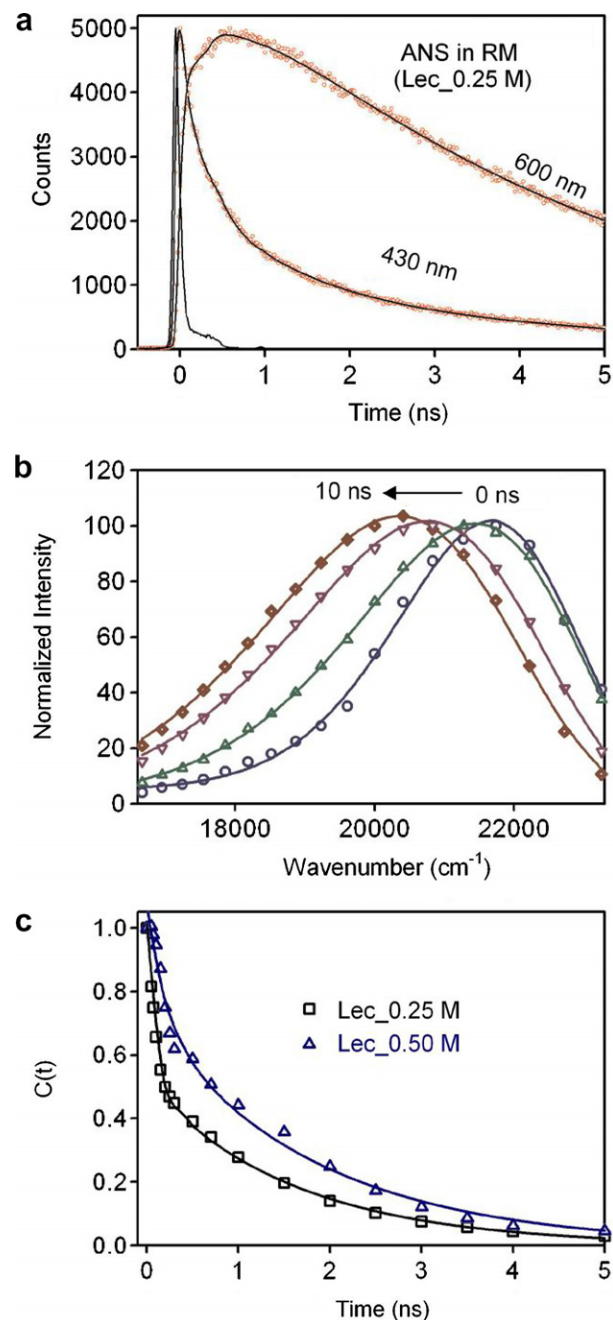 a
5000
4000
3000
2000
1000
0
Counts
ANS in RM
(Lec_0.25 M)
600 nm
430 nm
0 1 2 3 4 5
Time (ns)
b
120
100
80
60
40
20
0
Normalized Intensity
10 ns 0 ns
18000 20000 22000
Wavenumber (cm⁻¹)
c
1.0
0.8
0.6
0.4
0.2
0.0
C(t)
Lec_0.25 M
Lec_0.50 M
0 1 2 3 4 5
Time (ns)